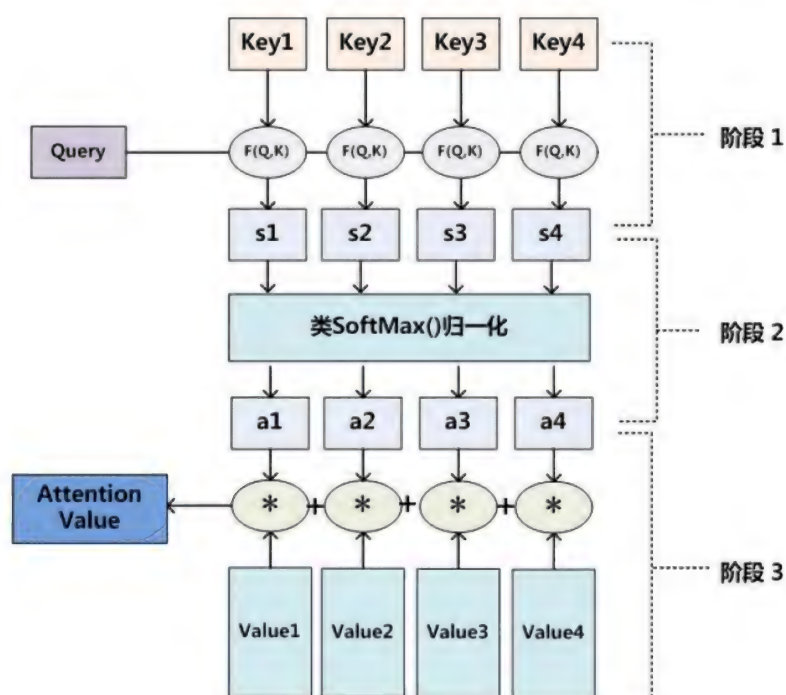 Key1 Key2 Key3 Key4
阶段 1
Query F(Q,K) F(Q,K) F(Q,K) F(Q,K)
s1 s2 s3 s4
类SoftMax()归一化
阶段 2
a1 a2 a3 a4
Attention
Value
* + * + * + *
阶段 3
Value1 Value2 Value3 Value4